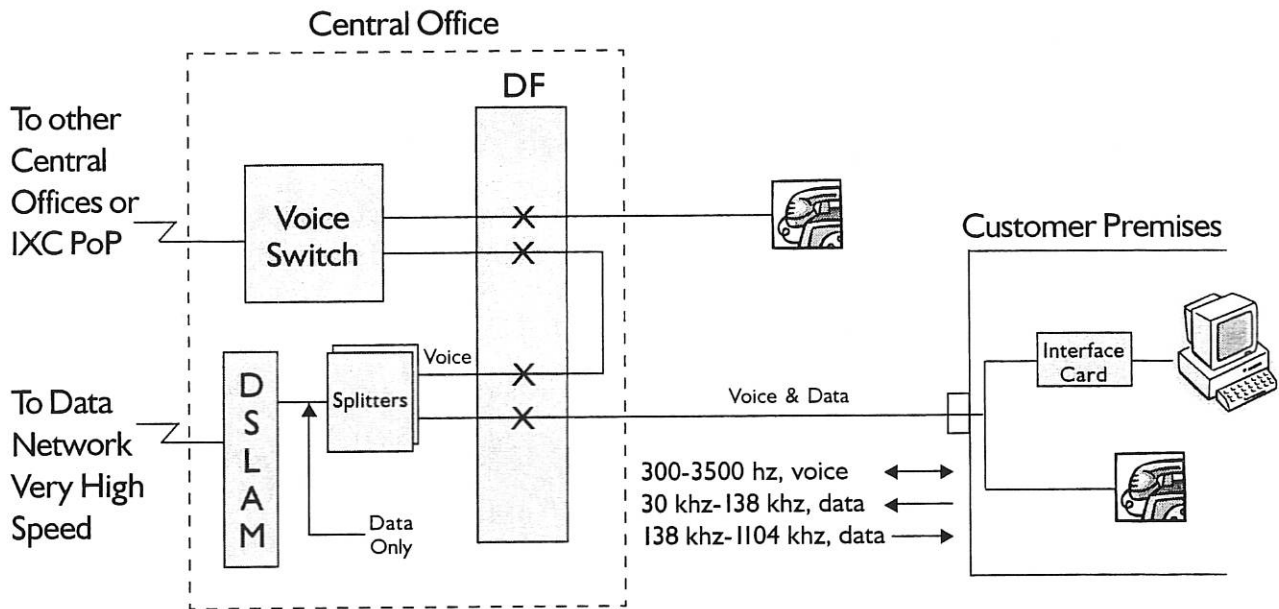 Central Office
DF
To other
Central
Offices or
IXC PoP
Voice
Switch
Customer Premises
Interface
Card
To Data
Network
Very High
Speed
D
S
L
A
M
Splitters
Voice
Data
Only
Voice & Data
300-3500 hz, voice
30 khz-138 khz, data
138 khz-1104 khz, data